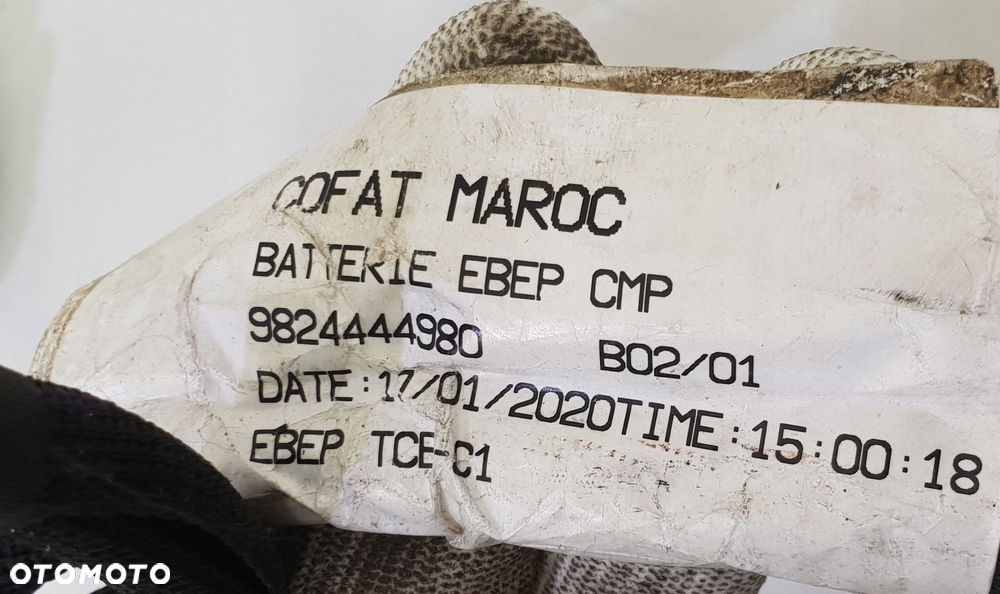 COFAT MAROC
BATTERIE EBEP CMP
9824444980 B02/01
DATE:17/01/2020TIME:15:00:18
EBEP TCE-C1
OTOMOTO